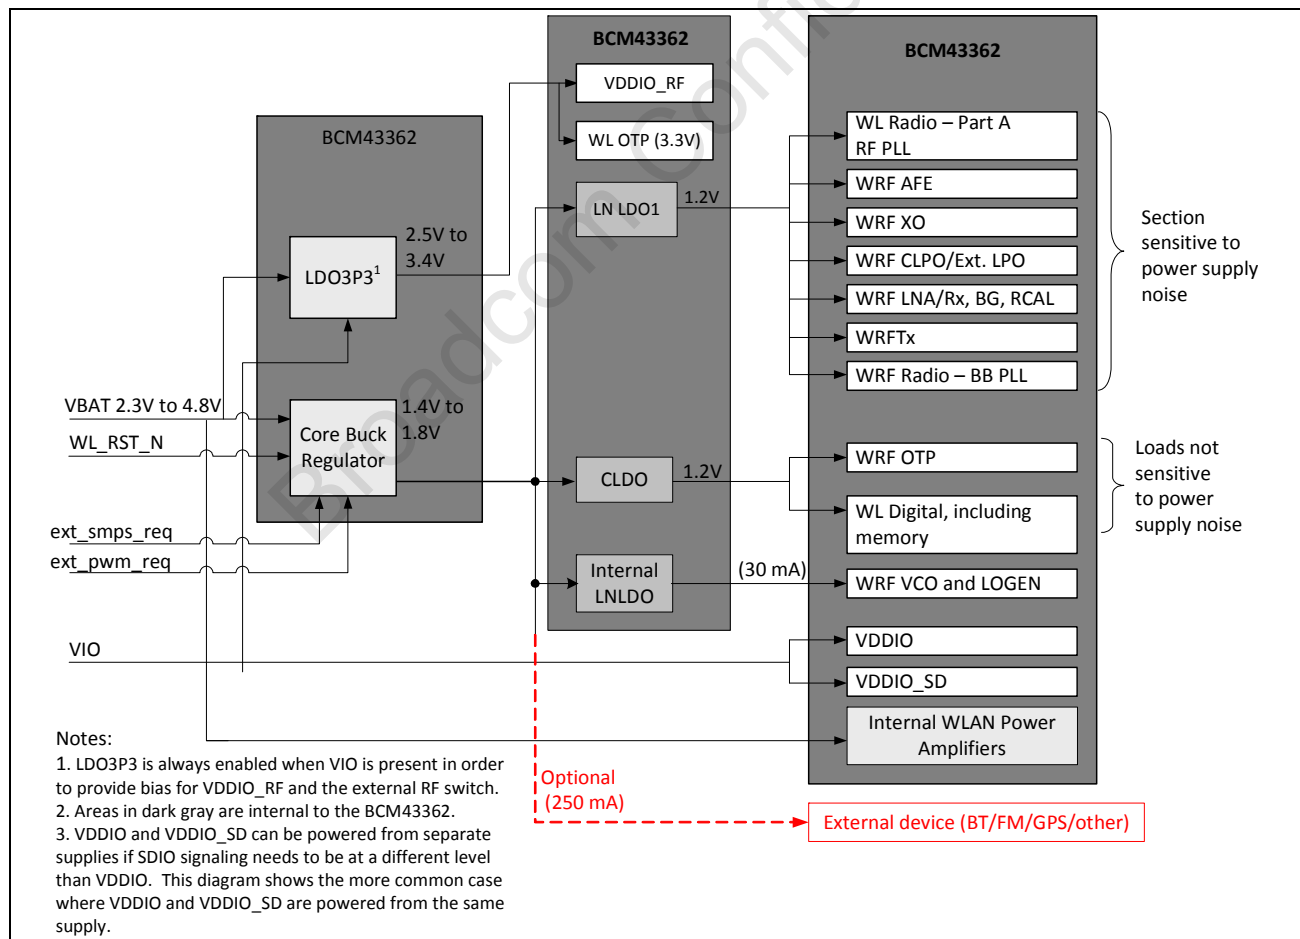 BCM43362
VDDIO_RF
WL OTP (3.3V)
LN LDO1
1.2V
CLDO
1.2V
Internal
LNLDO
(30 mA)
BCM43362
LDO3P3¹
2.5V to
3.4V
Core Buck
Regulator
1.4V to
1.8V
VBAT 2.3V to 4.8V
WL_RST_N
ext_smps_req
ext_pwm_req
VIO
BCM43362
WL Radio – Part A
RF PLL
WRF AFE
WRF XO
WRF CLPO/Ext. LPO
WRF LNA/Rx, BG, RCAL
WRFTx
WRF Radio – BB PLL
WRF OTP
WL Digital, including
memory
WRF VCO and LOGEN
VDDIO
VDDIO_SD
Internal WLAN Power
Amplifiers
Section
sensitive to
power supply
noise
Loads not
sensitive
to power
supply noise
Optional
(250 mA)
External device (BT/FM/GPS/other)
Notes:
1. LDO3P3 is always enabled when VIO is present in order
to provide bias for VDDIO_RF and the external RF switch.
2. Areas in dark gray are internal to the BCM43362.
3. VDDIO and VDDIO_SD can be powered from separate
supplies if SDIO signaling needs to be at a different level
than VDDIO. This diagram shows the more common case
where VDDIO and VDDIO_SD are powered from the same
supply.
Broadcom